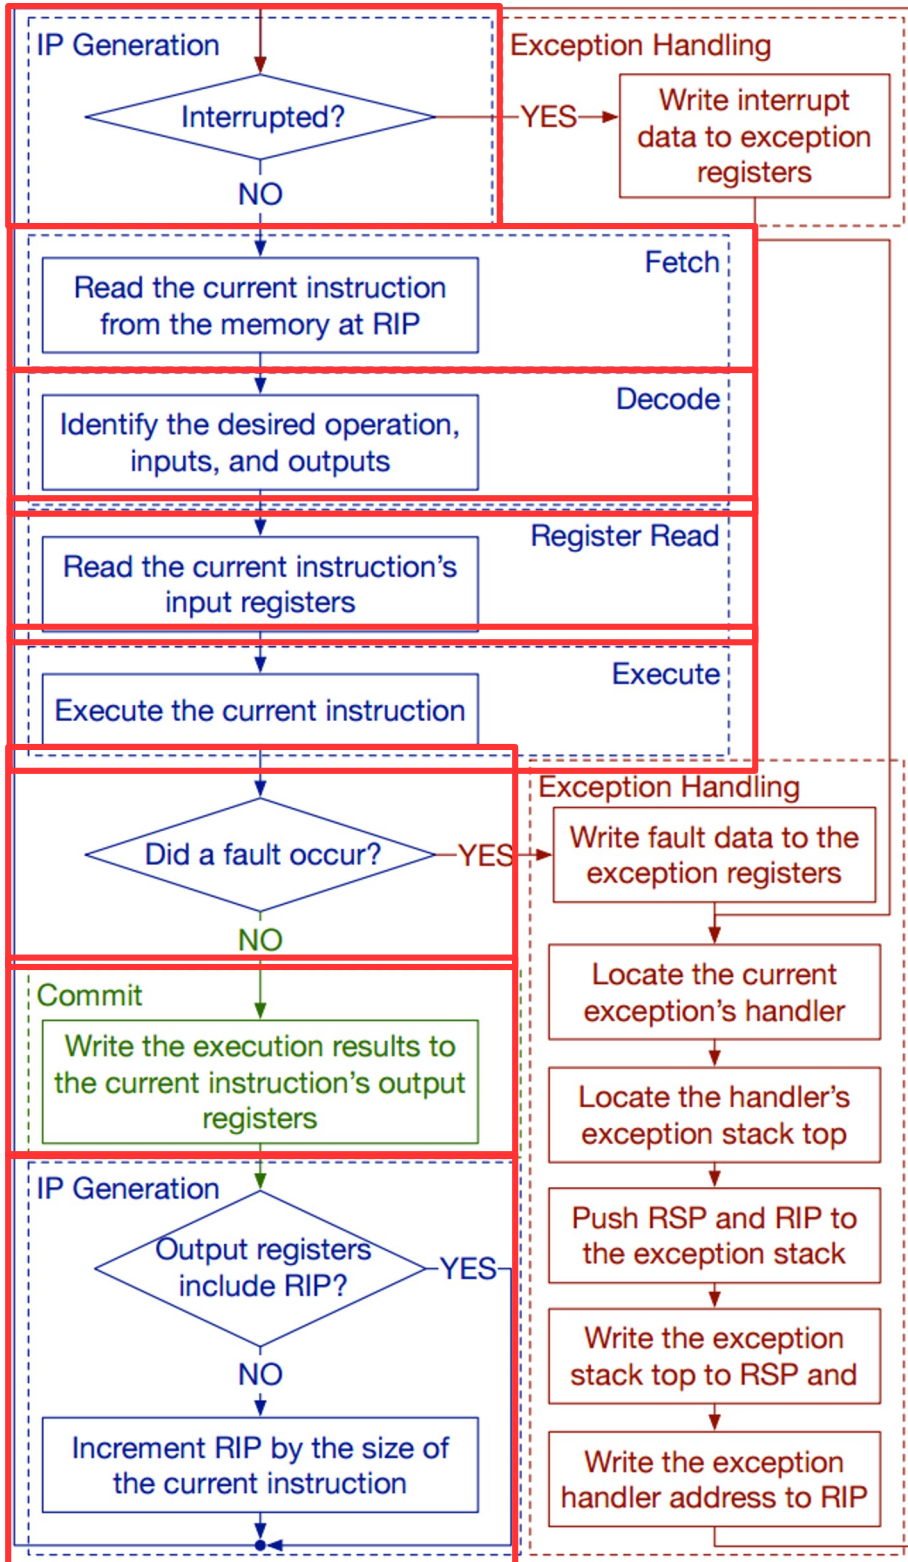 IP Generation
Exception Handling
Interrupted?
YES
Write interrupt
data to exception
registers
NO
Fetch
Read the current instruction
from the memory at RIP
Decode
Identify the desired operation,
inputs, and outputs
Register Read
Read the current instruction's
input registers
Execute
Execute the current instruction
Exception Handling
Did a fault occur?
YES
Write fault data to the
exception registers
NO
Commit
Write the execution results to
the current instruction's output
registers
Locate the current
exception's handler
Locate the handler's
exception stack top
IP Generation
Output registers
include RIP?
YES
Push RSP and RIP to
the exception stack
NO
Write the exception
stack top to RSP and
Increment RIP by the size of
the current instruction
Write the exception
handler address to RIP